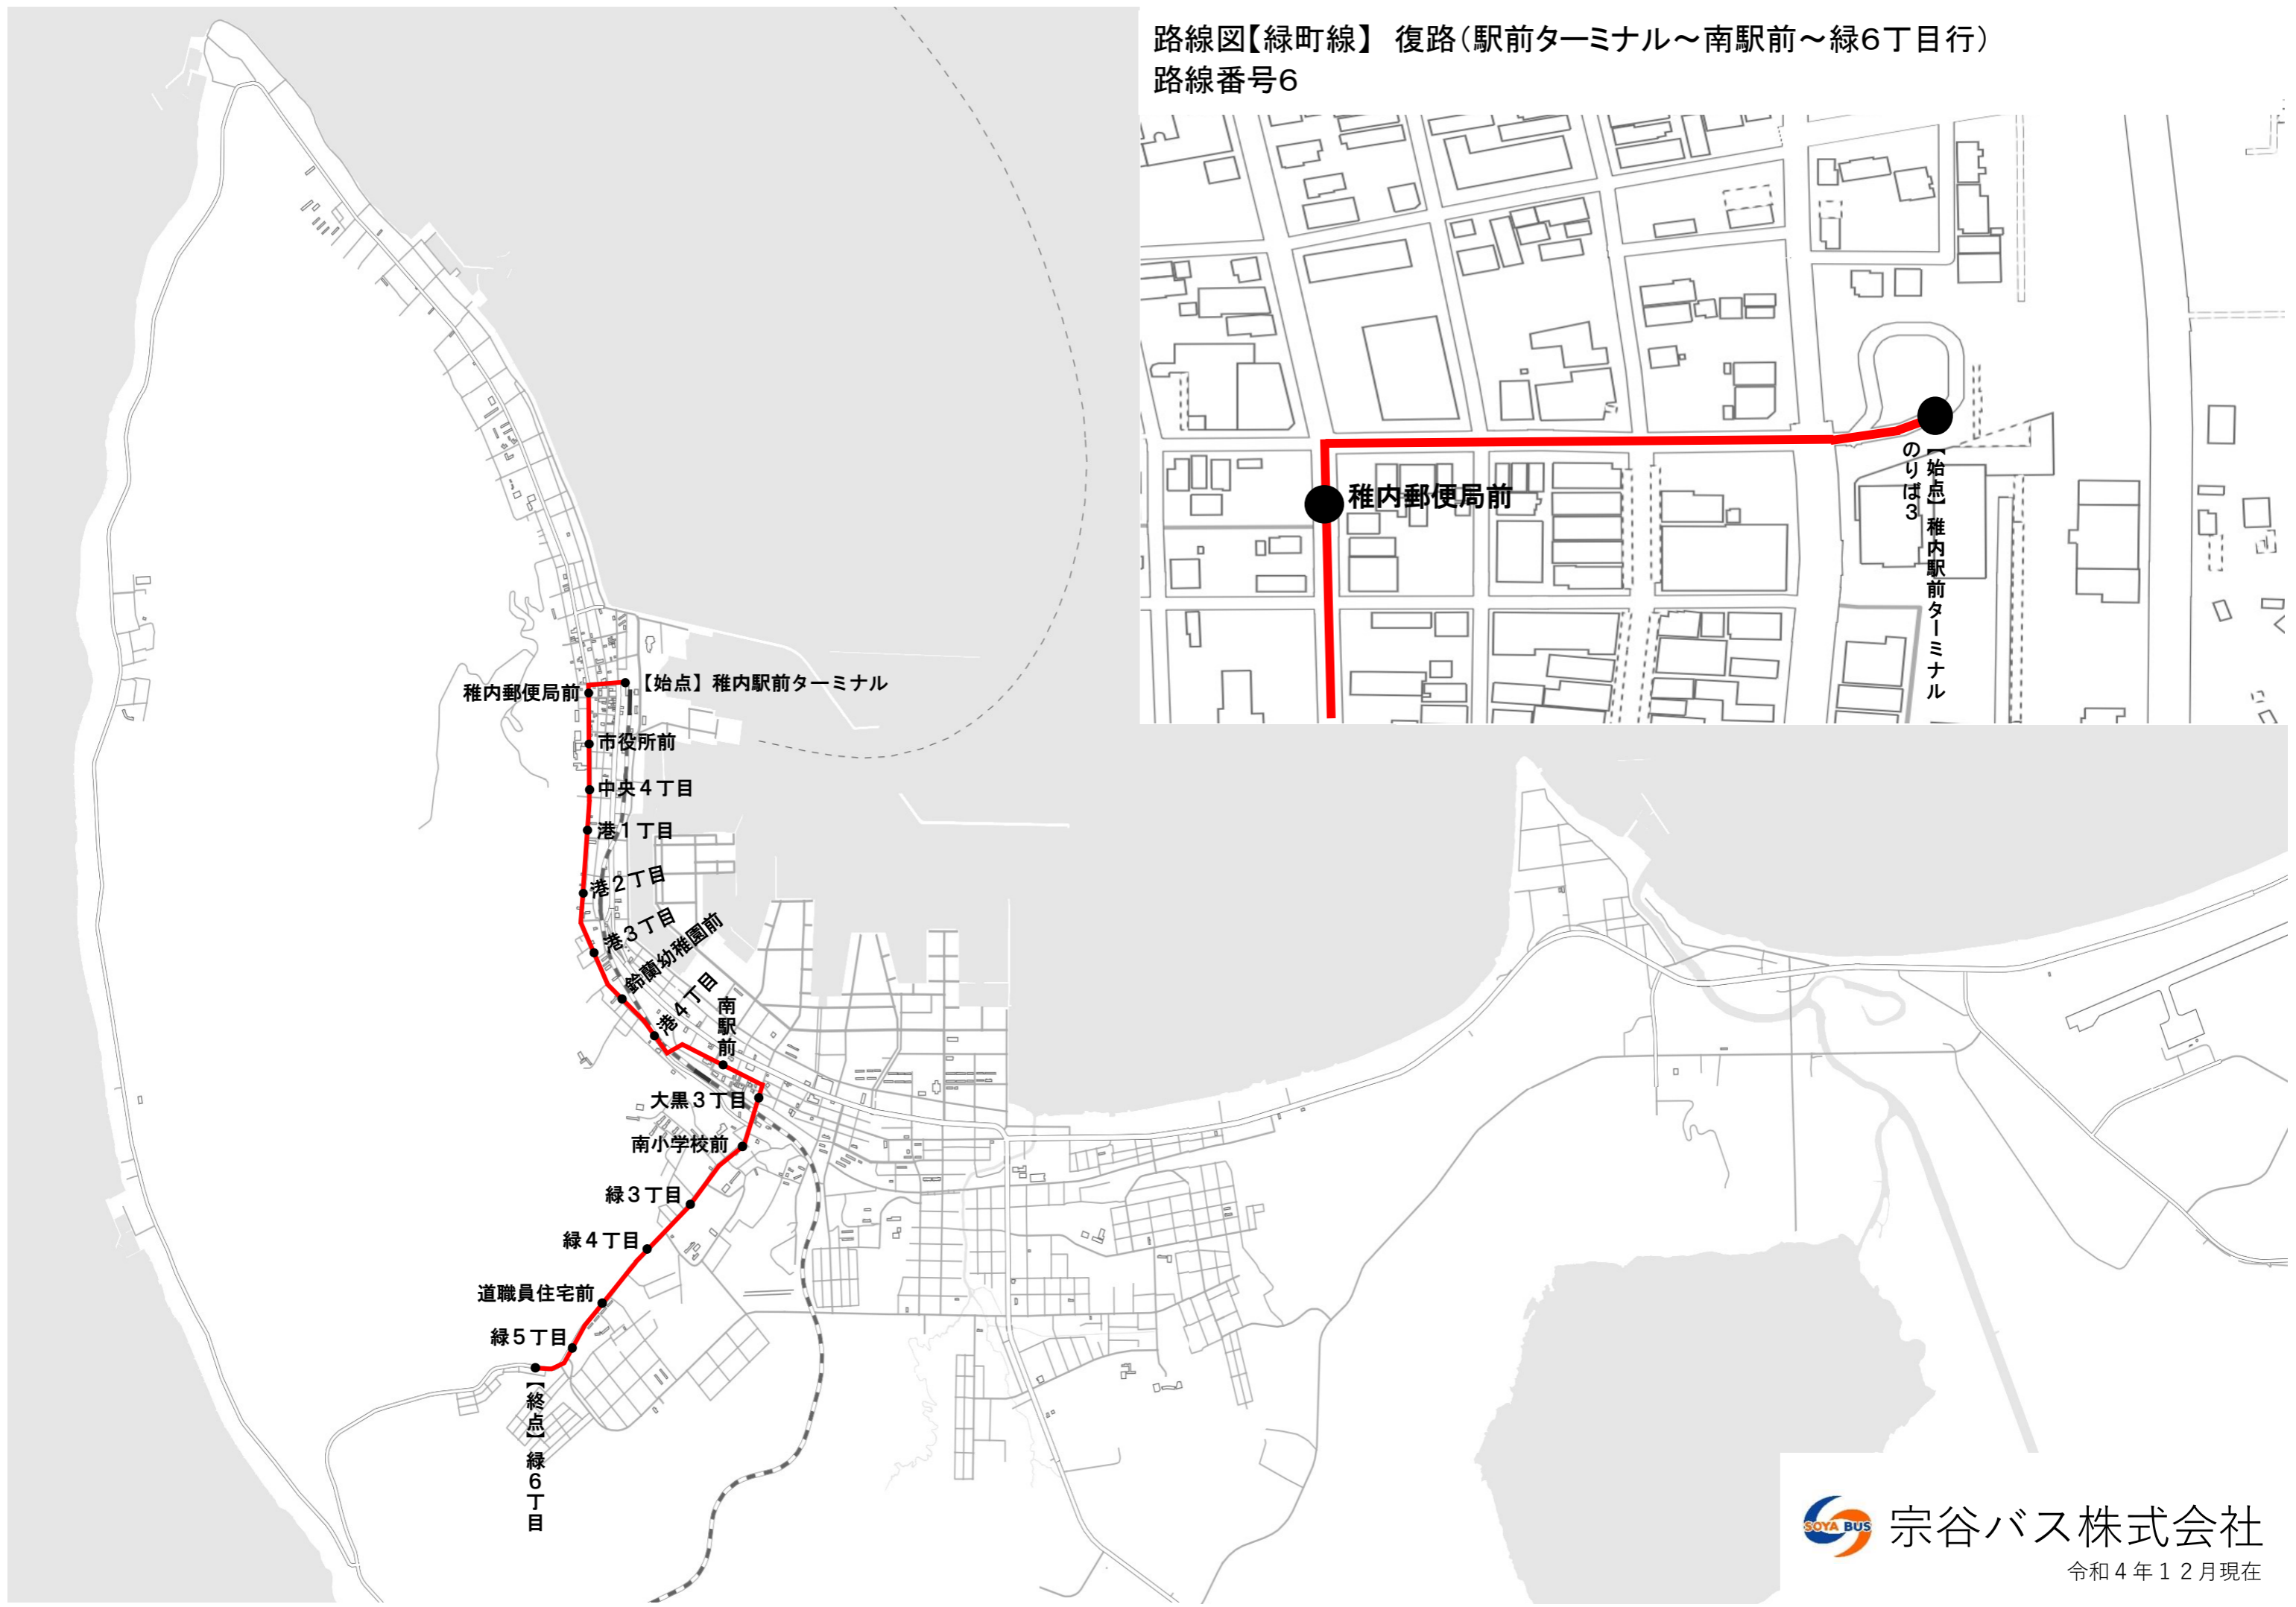 路線図【緑町線】 復路（駅前ターミナル～南駅前～緑6丁目行）
路線番号6
【始点】 稚内駅前ターミナル
のりば3
稚内郵便局前
【始点】稚内駅前ターミナル
稚内郵便局前
市役所前
中央４丁目
港１丁目
港２丁目
港３丁目
鈴蘭幼稚園前
港４丁目
南駅前
大黒３丁目
南小学校前
緑３丁目
緑４丁目
道職員住宅前
緑５丁目
【終点】 緑６丁目
SOYA BUS
宗谷バス株式会社
令和４年１２月現在